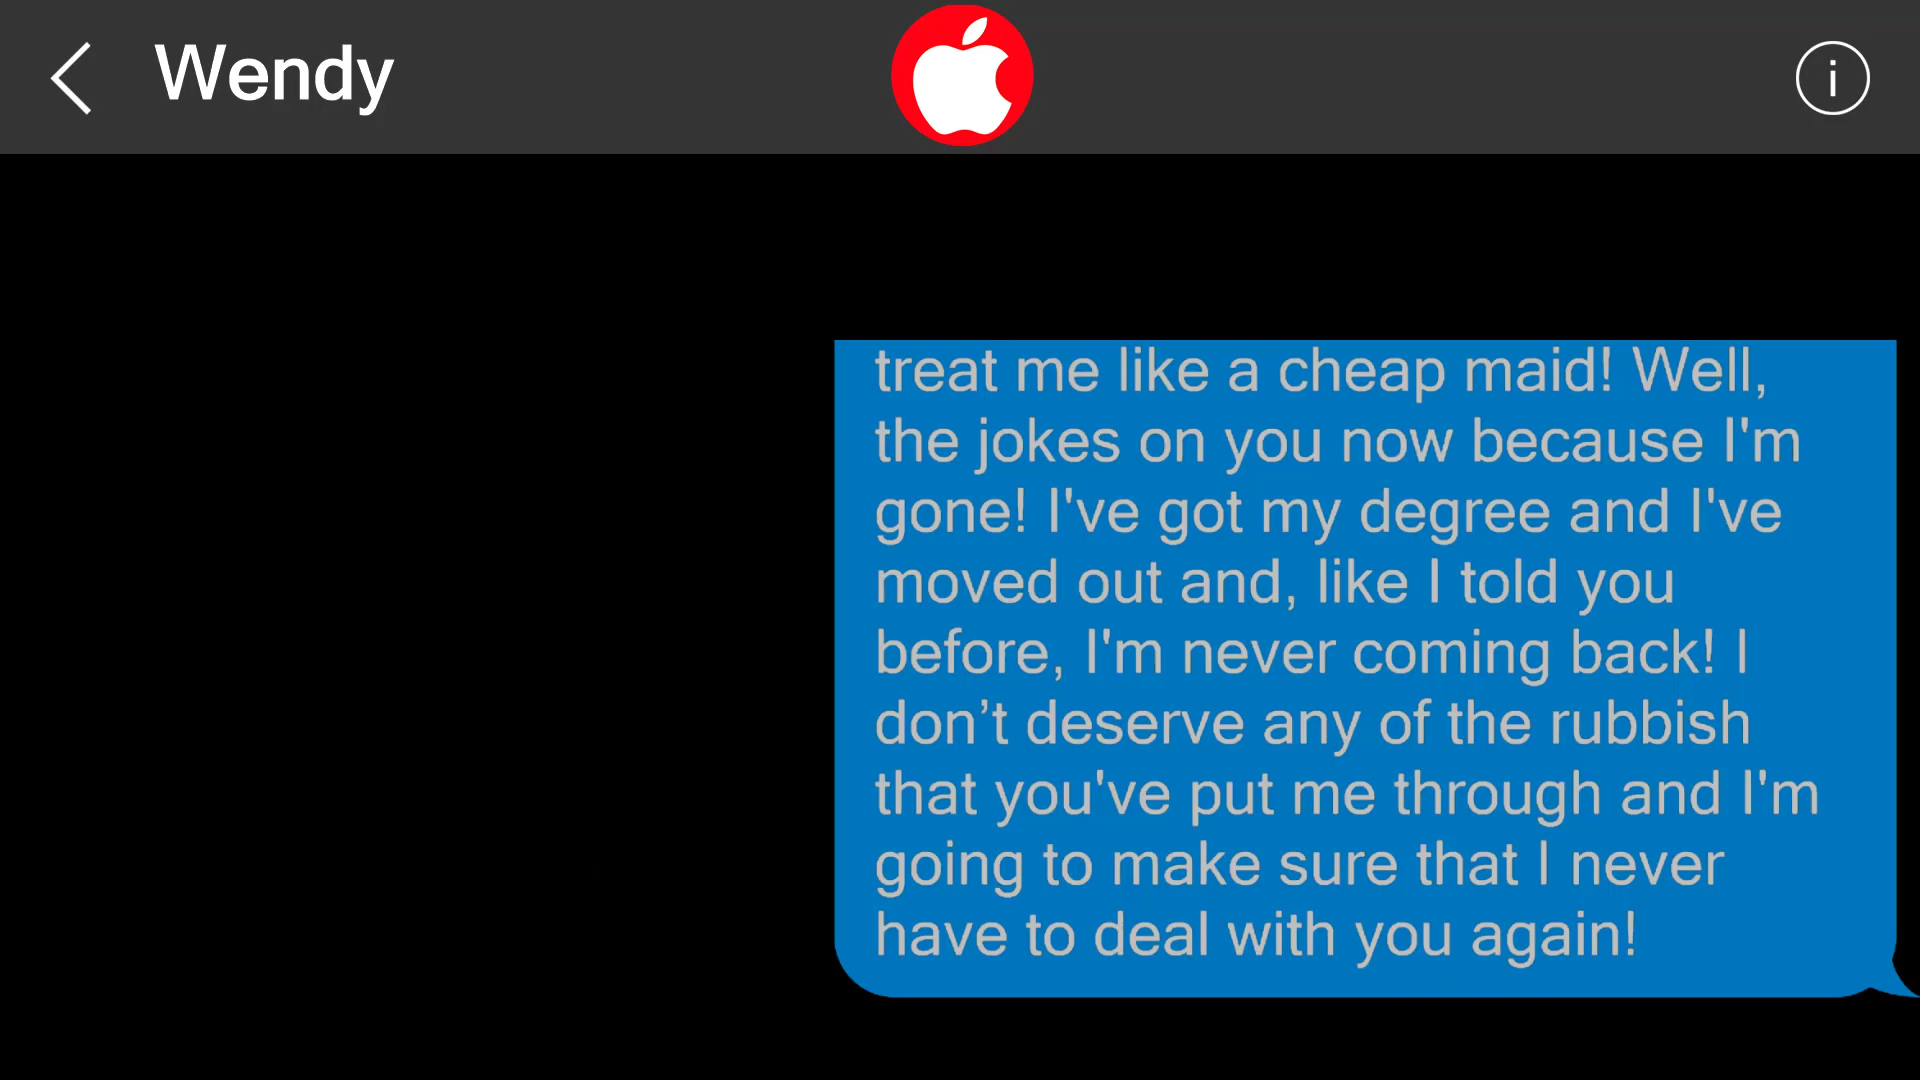 Wendy
i
treat me like a cheap maid! Well,
the jokes on you now because I'm
gone! I've got my degree and I've
moved out and, like I told you
before, I'm never coming back! I
don’t deserve any of the rubbish
that you've put me through and I'm
going to make sure that I never
have to deal with you again!